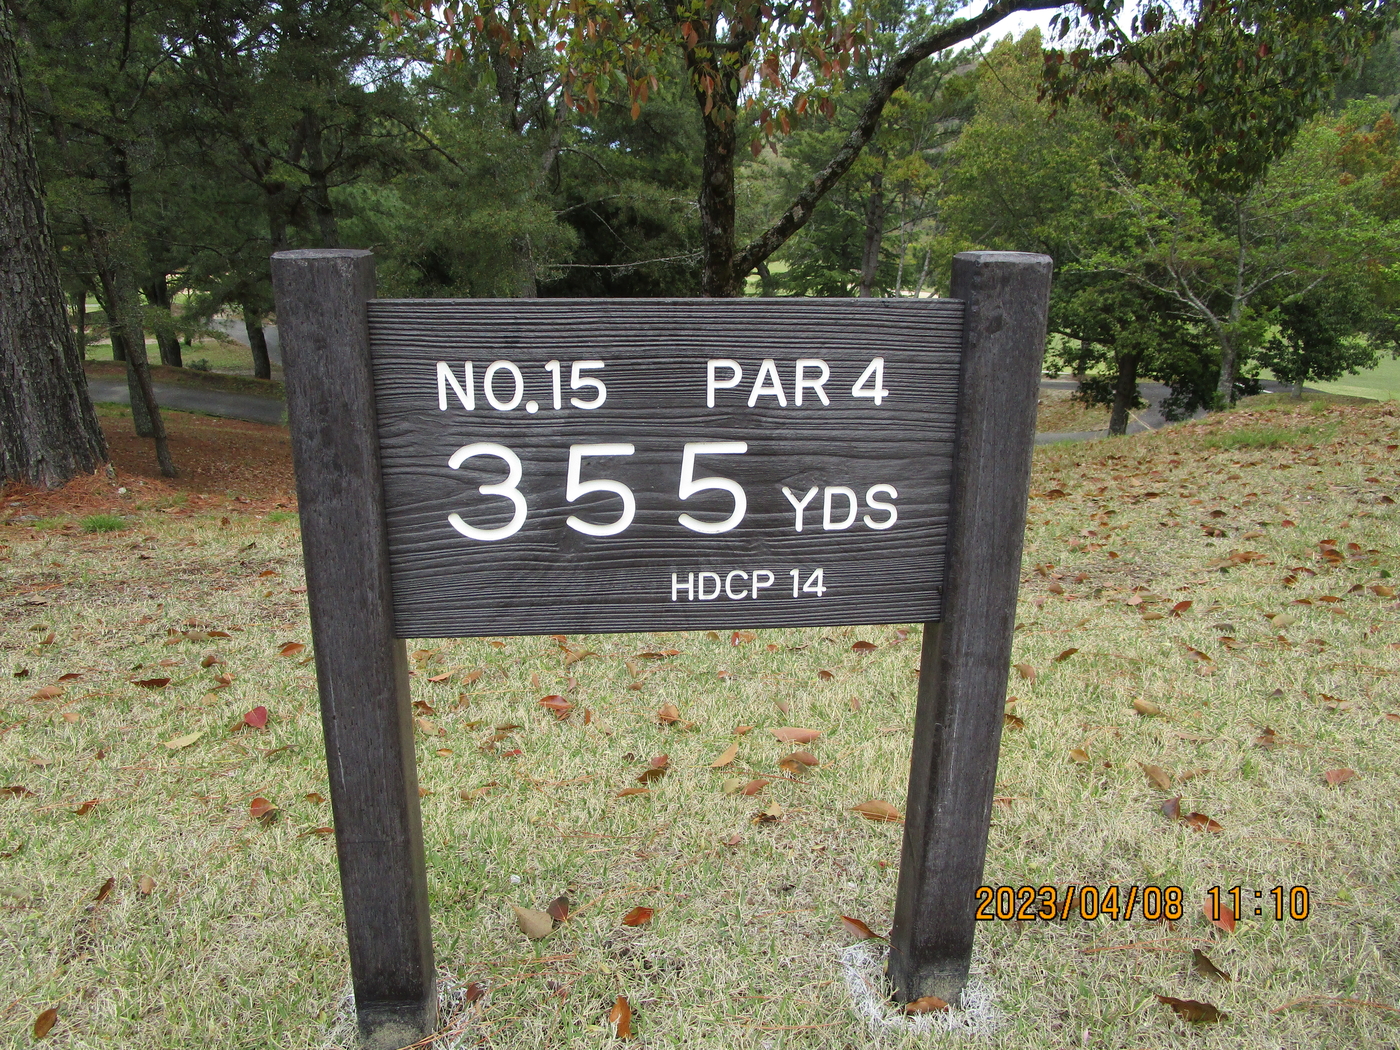 NO.15 PAR 4
355 YDS
HDCP 14
2023/04/08 11:10